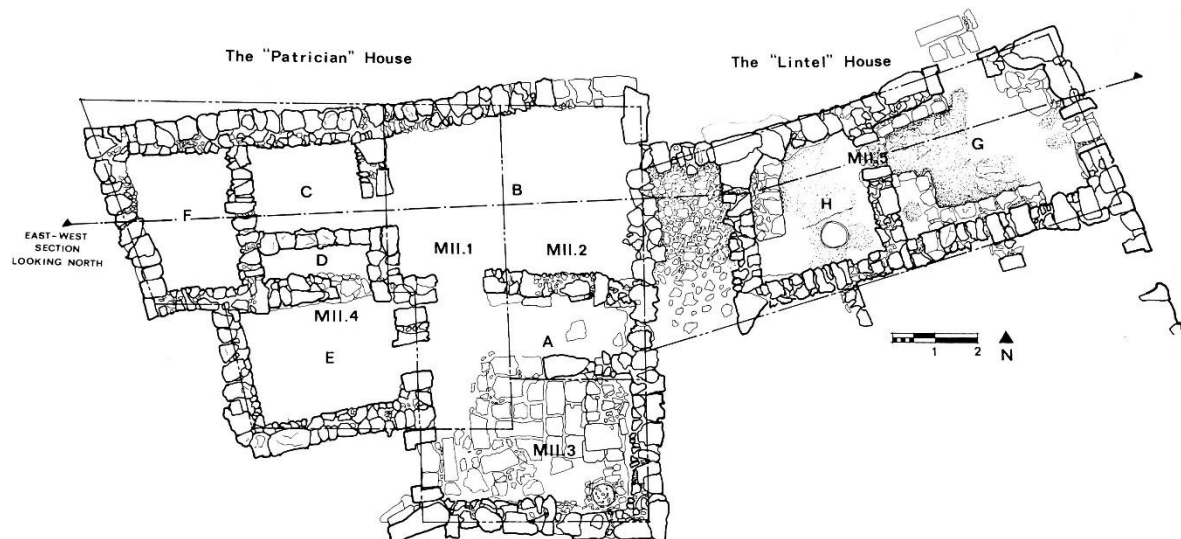 The "Patrician" House
The "Lintel" House
C
B
MII.5
G
F
H
EAST-WEST
SECTION
LOOKING NORTH
D
MII.1
MII.2
MII.4
E
A
1 2
N
MII.3